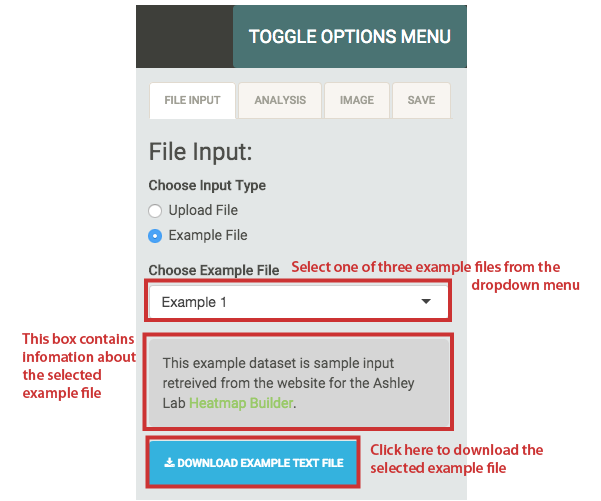 TOGGLE OPTIONS MENU
FILE INPUT
ANALYSIS
IMAGE
SAVE
File Input:
Choose Input Type
Upload File
Example File
Choose Example File
Select one of three example files from the
dropdown menu
Example 1
This box contains
infomation about
the selected
example file
This example dataset is sample input
retreived from the website for the Ashley
Lab Heatmap Builder.
DOWNLOAD EXAMPLE TEXT FILE
Click here to download the
selected example file